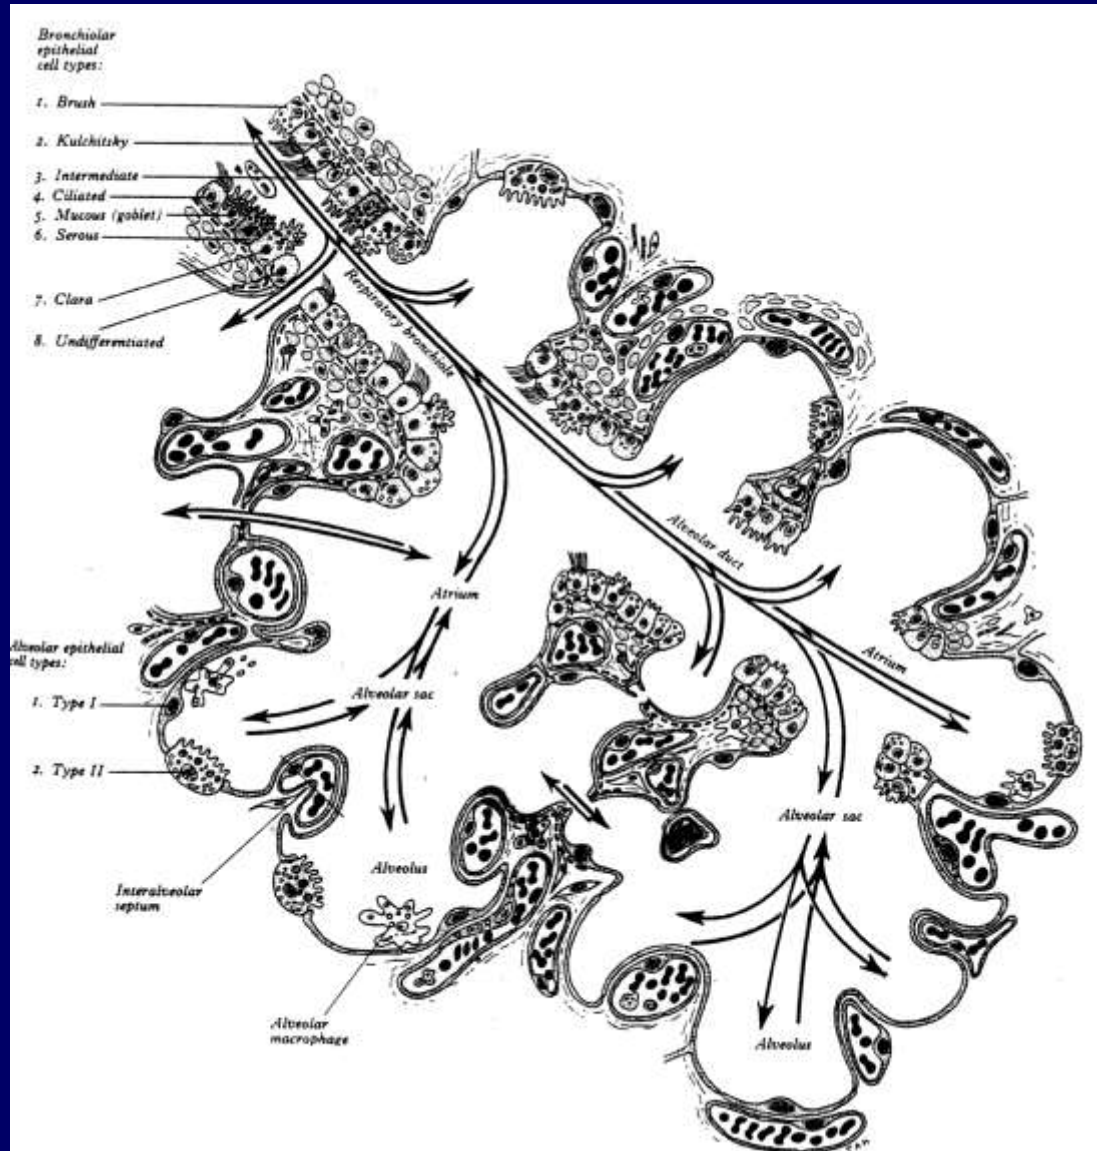 Bronchiolar
epithelial
cell types:
1. Brush
2. Kulchitsky
3. Intermediate
4. Ciliated
5. Mucous (goblet)
6. Serous
7. Clara
8. Undifferentiated
Respiratory bronchiole
Alveolar duct
Atrium
Atrium
Alveolar epithelial
cell types:
1. Type I
2. Type II
Alveolar sac
Alveolar sac
Interalveolar
septum
Alveolus
Alveolar
macrophage
Alveolus